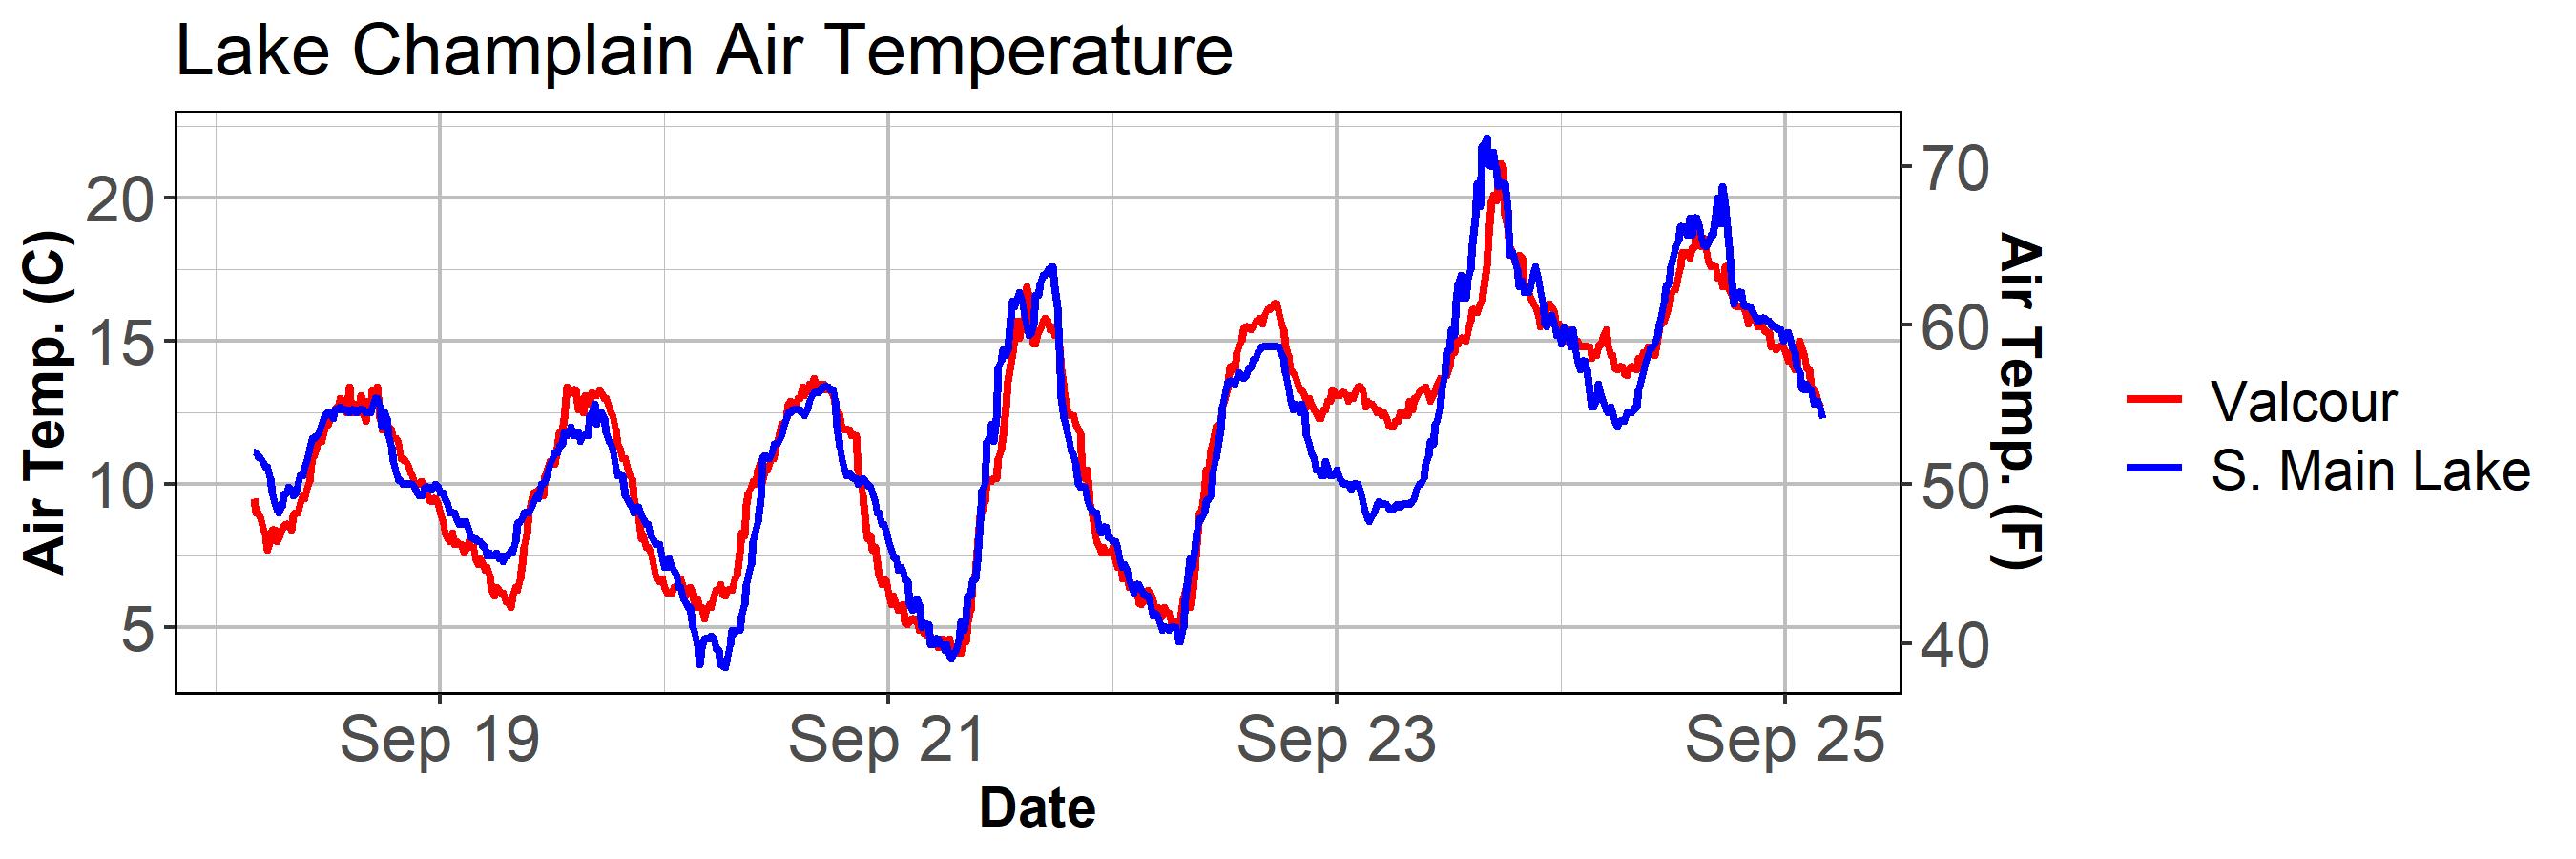 Lake Champlain Air Temperature
Air Temp. (C)
20
15
10
5
70
60
50
40
Air Temp. (F)
Sep 19
Sep 21
Sep 23
Sep 25
Date
Valcour
S. Main Lake